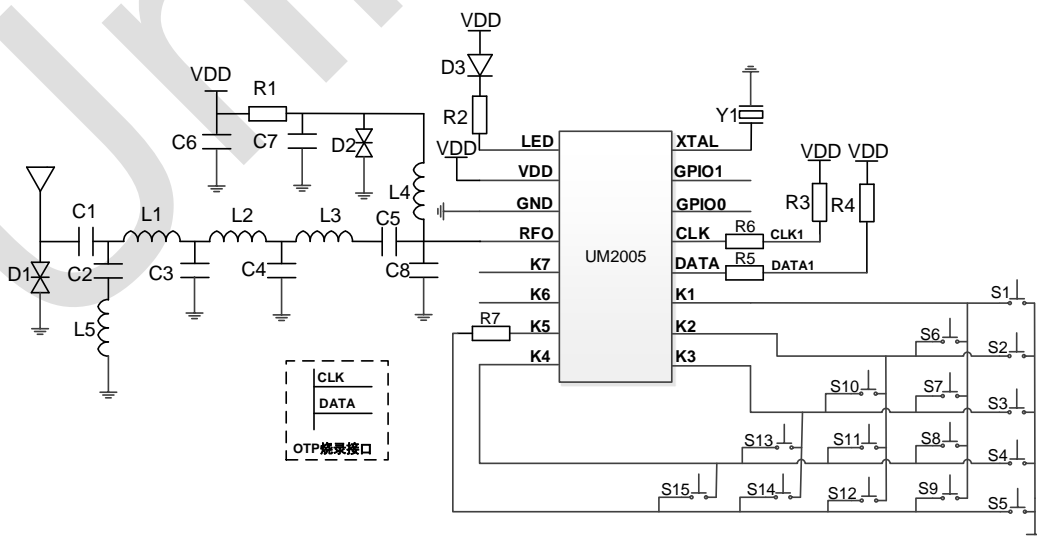 VDD
D3
R2
VDD
R1
C6
C7
D2
L4
VDD
Y1
VDD
VDD
R3
R4
C1
L1
L2
L3
C5
D1
C2
C3
C4
C8
L5
LED
VDD
GND
RFO
K7
K6
K5
K4
UM2005
XTAL
GPIO1
GPIO0
CLK
DATA
K1
K2
K3
R6
CLK1
R5
DATA1
R7
S1
S6
S2
S10
S7
S3
S13
S11
S8
S4
S15
S14
S12
S9
S5
CLK
DATA
OTP烧录接口